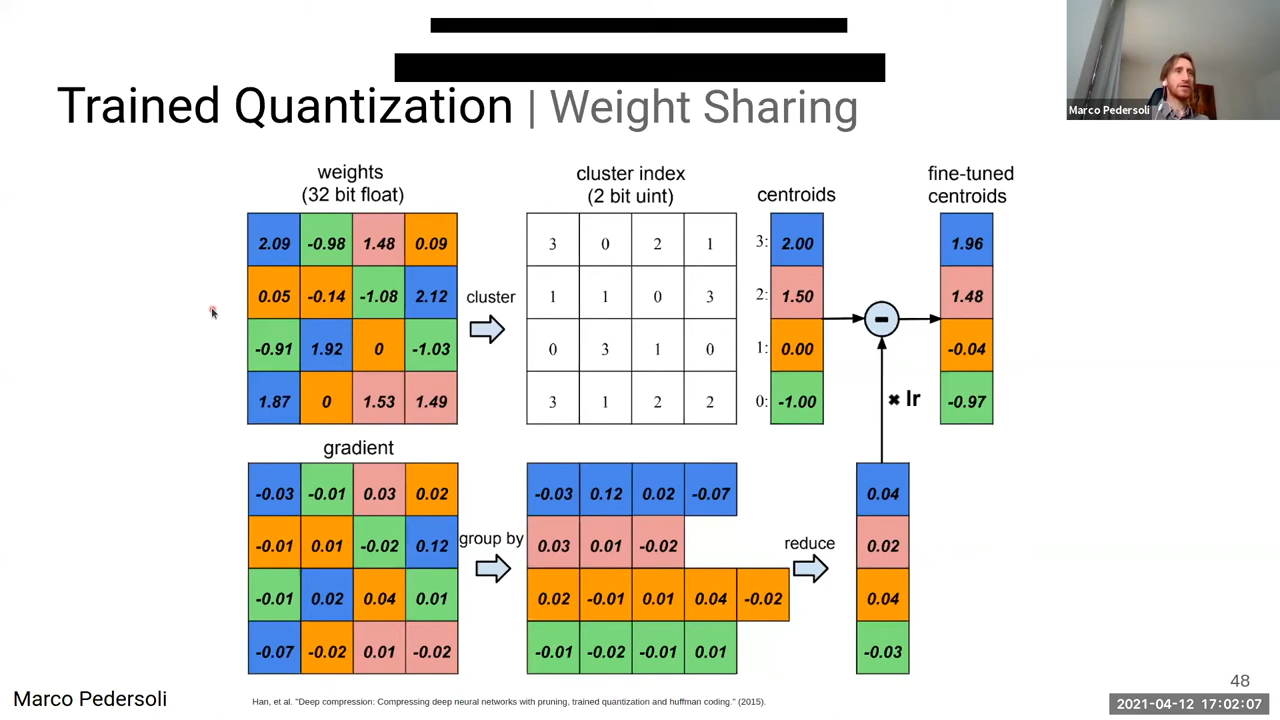 Trained Quantization | Weight Sharing
Marco Pedersoli
weights
(32 bit float)
cluster index
(2 bit uint)
centroids
fine-tuned
centroids
2.09 -0.98 1.48 0.09
0.05 -0.14 -1.08 2.12
-0.91 1.92 0 -1.03
1.87 0 1.53 1.49
cluster
3 0 2 1
1 1 0 3
0 3 1 0
3 1 2 2
3: 2.00
2: 1.50
1: 0.00
0: -1.00
-
× lr
1.96
1.48
-0.04
-0.97
gradient
-0.03 -0.01 0.03 0.02
-0.01 0.01 -0.02 0.12
-0.01 0.02 0.04 0.01
-0.07 -0.02 0.01 -0.02
group by
-0.03 0.12 0.02 -0.07
0.03 0.01 -0.02
0.02 -0.01 0.01 0.04 -0.02
-0.01 -0.02 -0.01 0.01
reduce
0.04
0.02
0.04
-0.03
48
Marco Pedersoli
Han, et al. "Deep compression: Compressing deep neural networks with pruning, trained quantization and huffman coding." (2015).
2021-04-12 17:02:07